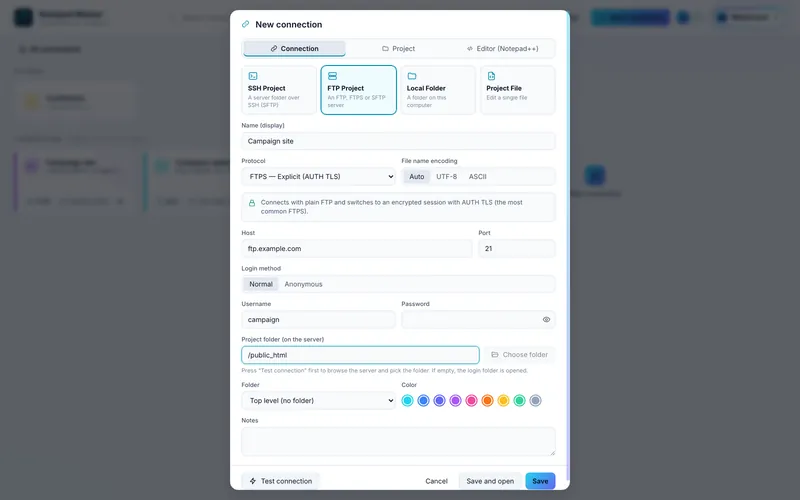 New connection
Connection
Project
Editor (Notepad++)
SSH Project
A server folder over
SSH (SFTP)
FTP Project
An FTP, FTPS or SFTP
server
Local Folder
A folder on this
computer
Project File
Edit a single file
Name (display)
Campaign site
Protocol
File name encoding
FTPS — Explicit (AUTH TLS)
Auto
UTF-8
ASCII
Connects with plain FTP and switches to an encrypted session with AUTH TLS (the most
common FTPS).
Host
Port
ftp.example.com
21
Login method
Normal
Anonymous
Username
Password
campaign
Project folder (on the server)
/public_html
Choose folder
Press "Test connection" first to browse the server and pick the folder. If empty, the login folder is opened.
Folder
Color
Top level (no folder)
Notes
Test connection
Cancel
Save and open
Save